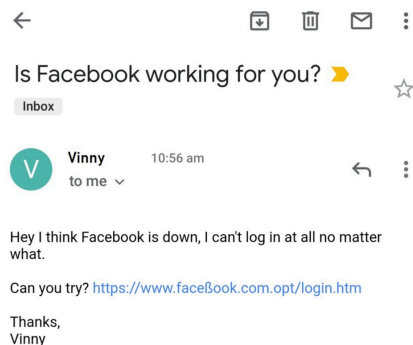 Is Facebook working for you?
Inbox
V
Vinny 10:56 am
to me
Hey I think Facebook is down, I can't log in at all no matter
what.
Can you try? https://www.faceßook.com.opt/login.htm
Thanks,
Vinny